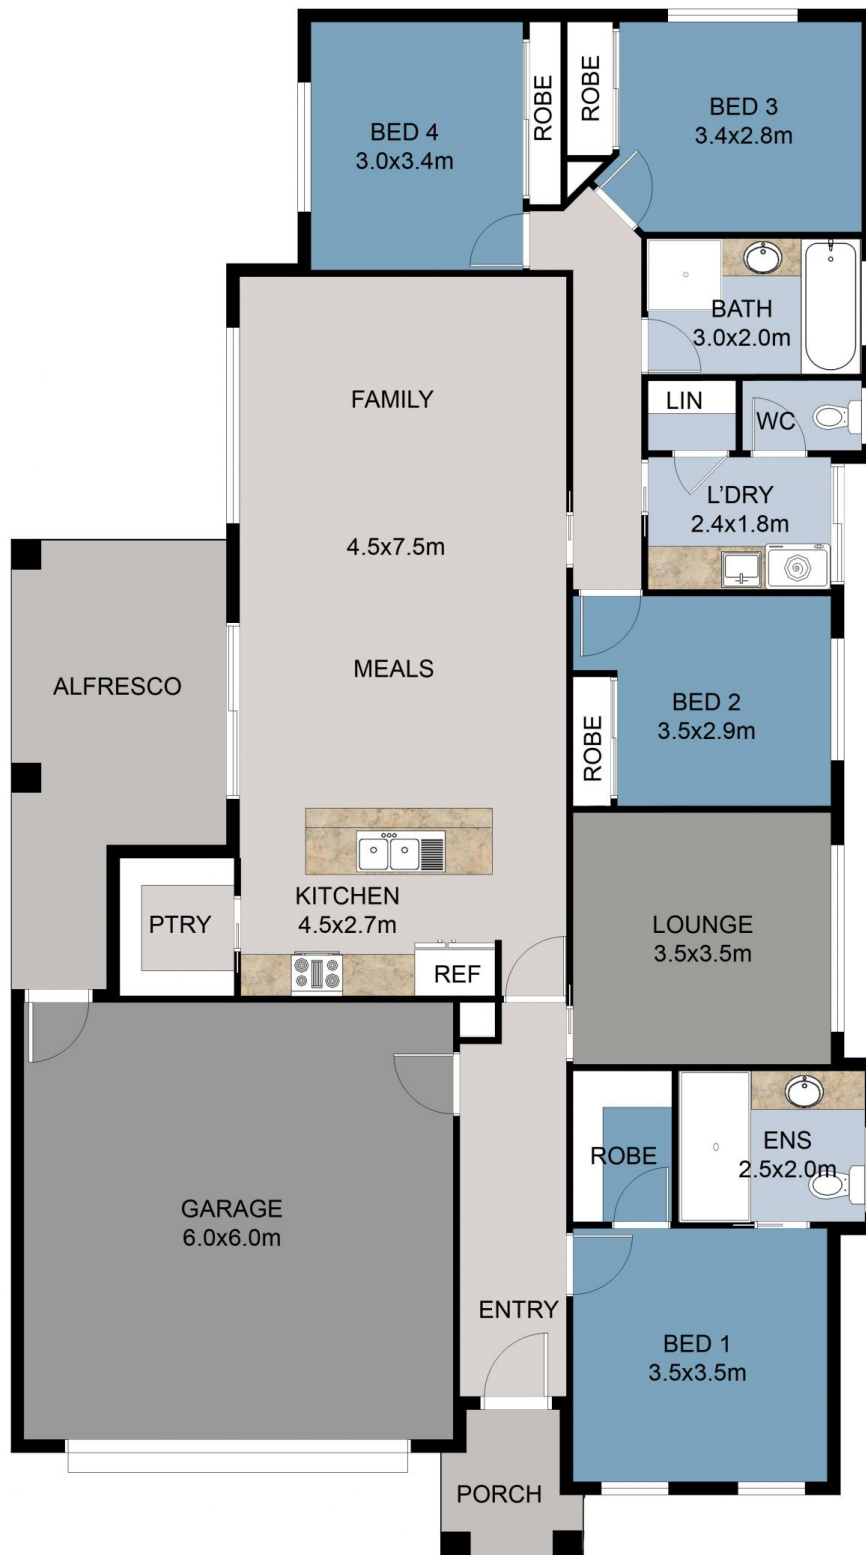 BED 4
3.0x3.4m
ROBE
ROBE
BED 3
3.4x2.8m
BATH
3.0x2.0m
FAMILY
LIN
WC
L'DRY
2.4x1.8m
4.5x7.5m
ALFRESCO
MEALS
BED 2
3.5x2.9m
ROBE
KITCHEN
4.5x2.7m
PTRY
REF
LOUNGE
3.5x3.5m
ROBE
ENS
2.5x2.0m
GARAGE
6.0x6.0m
ENTRY
BED 1
3.5x3.5m
PORCH